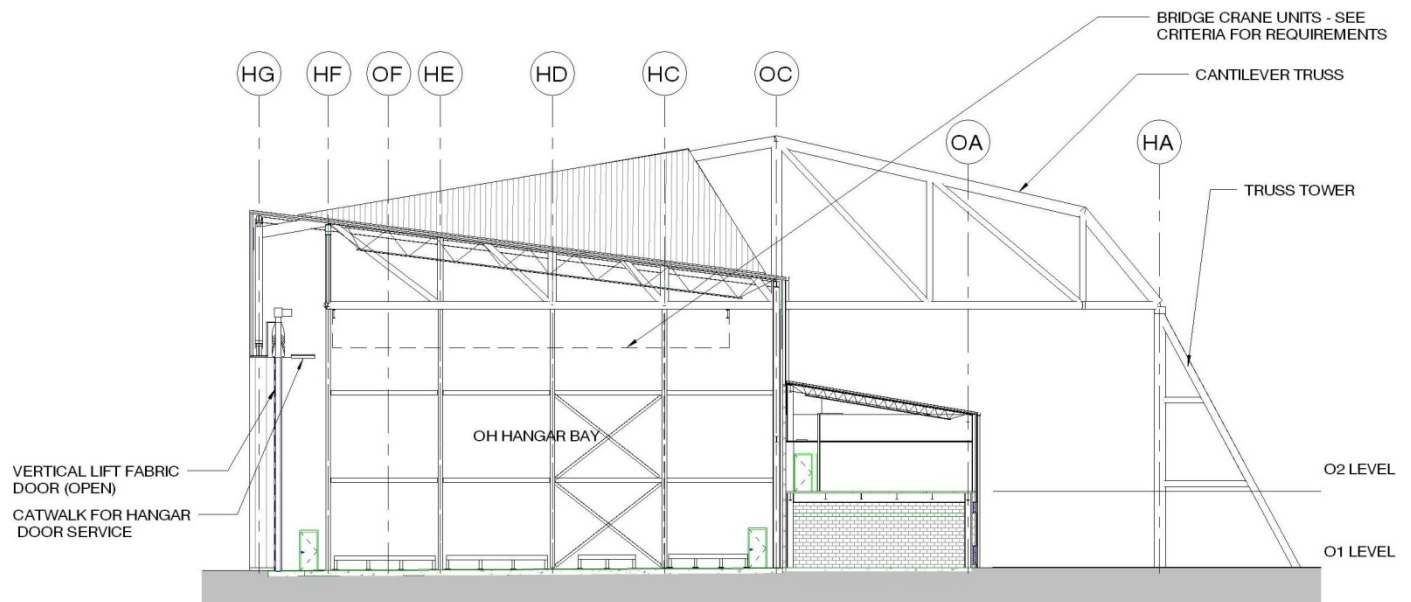 BRIDGE CRANE UNITS - SEE
CRITERIA FOR REQUIREMENTS
CANTILEVER TRUSS
HG
HF
OF
HE
HD
HC
OC
OA
HA
TRUSS TOWER
OH HANGAR BAY
VERTICAL LIFT FABRIC
DOOR (OPEN)
CATWALK FOR HANGAR
DOOR SERVICE
O2 LEVEL
O1 LEVEL